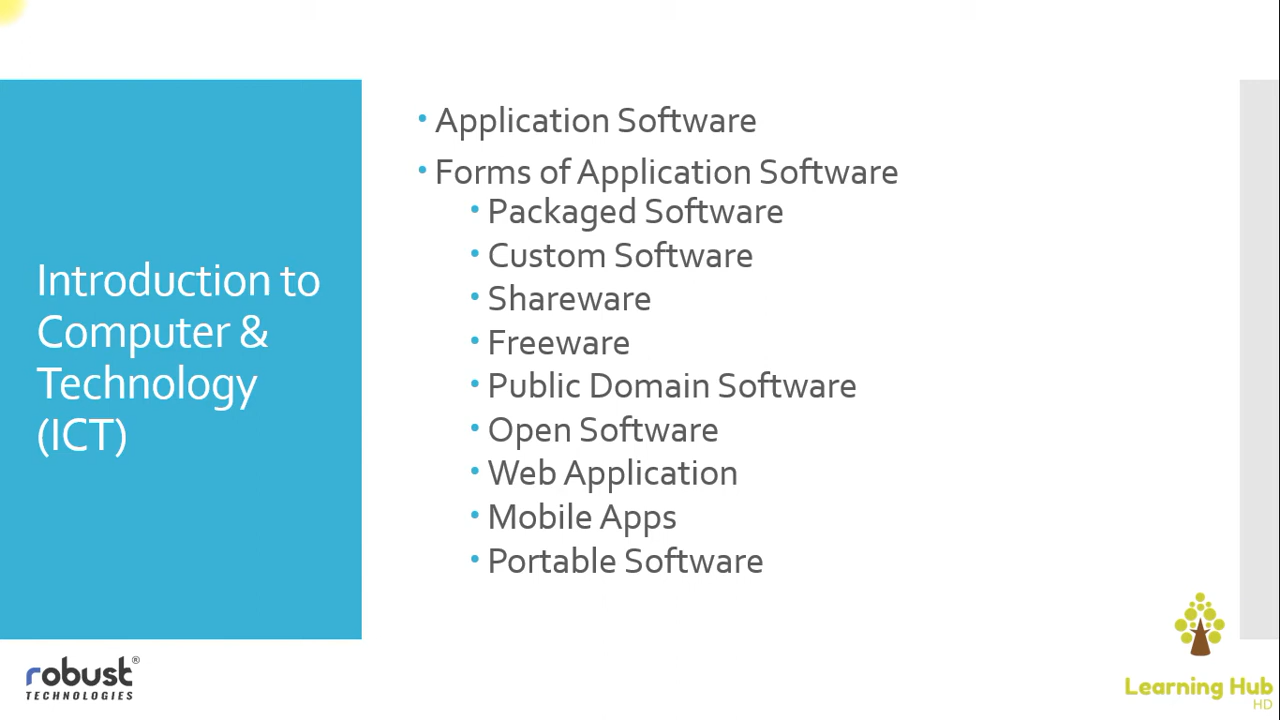 Introduction to
Computer &
Technology
(ICT)
• Application Software
• Forms of Application Software
• Packaged Software
• Custom Software
• Shareware
• Freeware
• Public Domain Software
• Open Software
• Web Application
• Mobile Apps
• Portable Software
robust®
TECHNOLOGIES
Learning Hub
HD